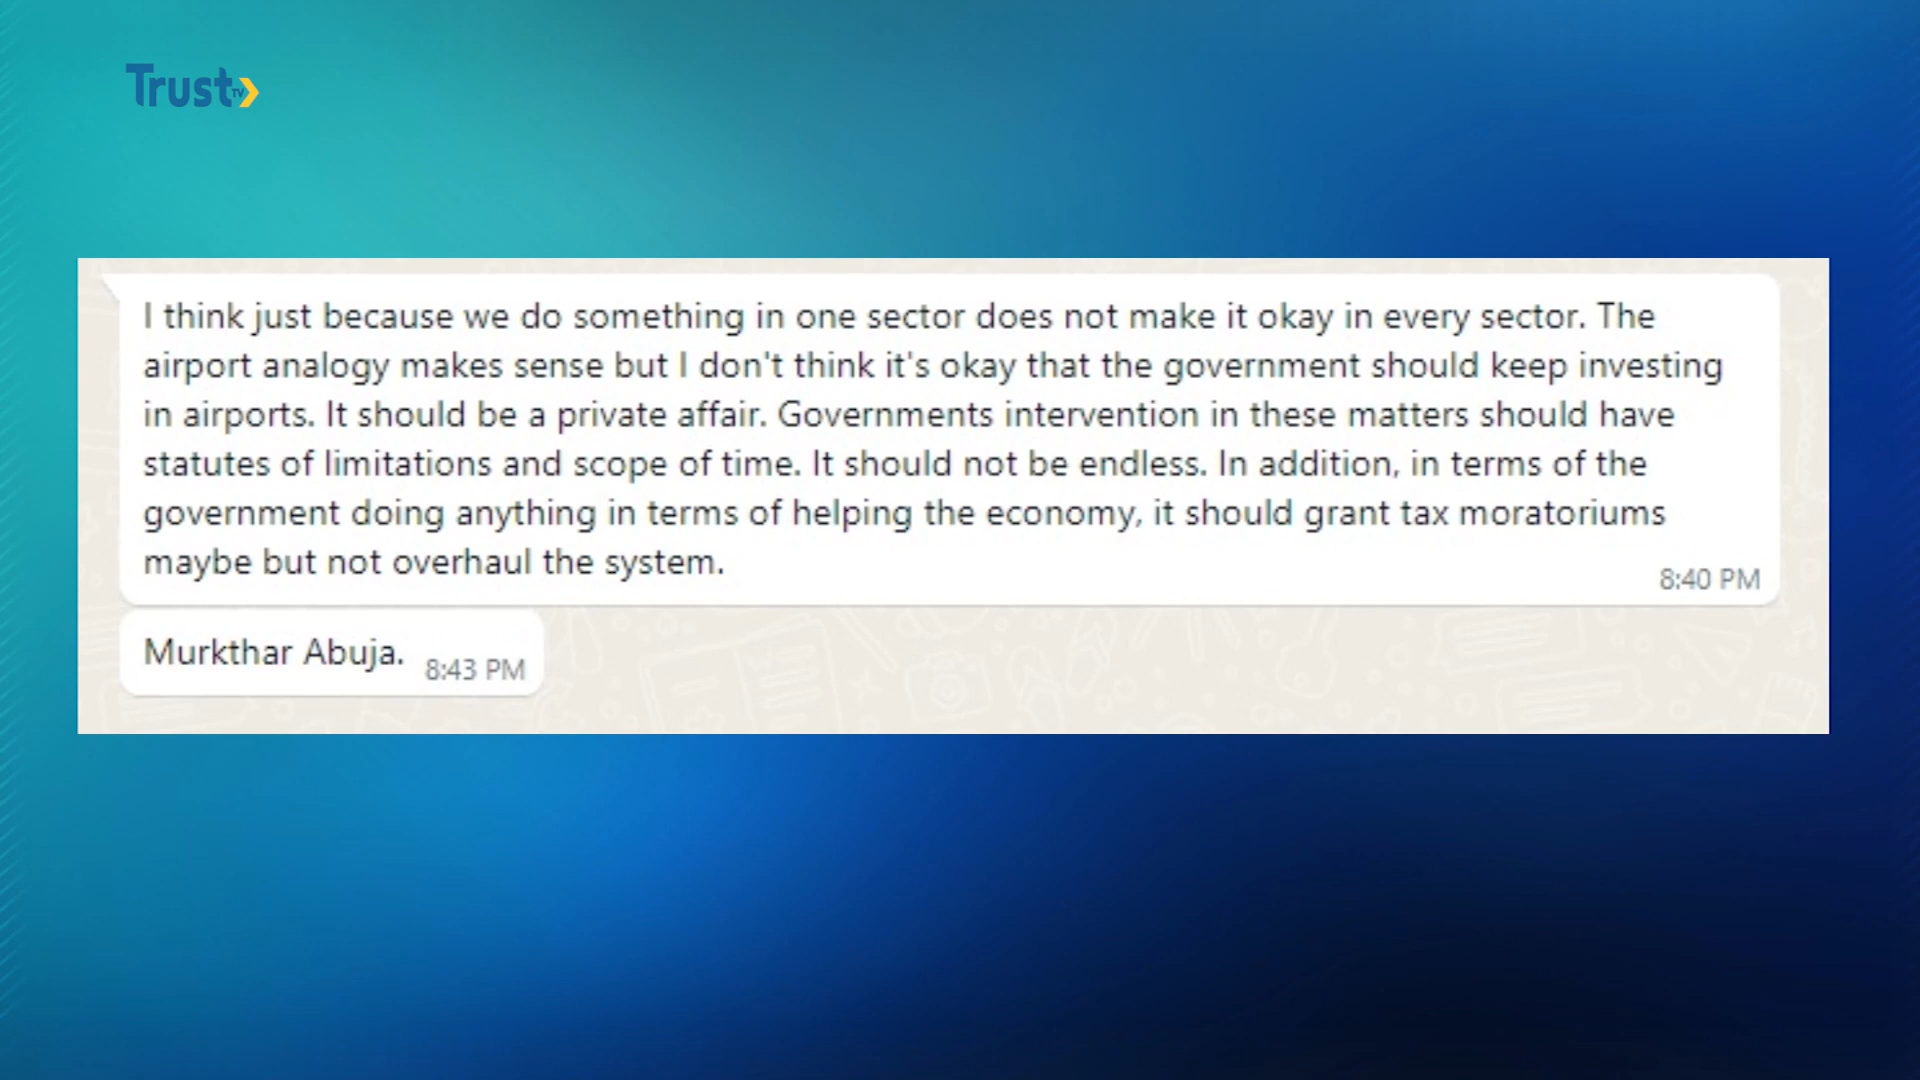 Trust TV
I think just because we do something in one sector does not make it okay in every sector. The
airport analogy makes sense but I don't think it's okay that the government should keep investing
in airports. It should be a private affair. Governments intervention in these matters should have
statutes of limitations and scope of time. It should not be endless. In addition, in terms of the
government doing anything in terms of helping the economy, it should grant tax moratoriums
maybe but not overhaul the system.
8:40 PM
Murkthar Abuja. 8:43 PM